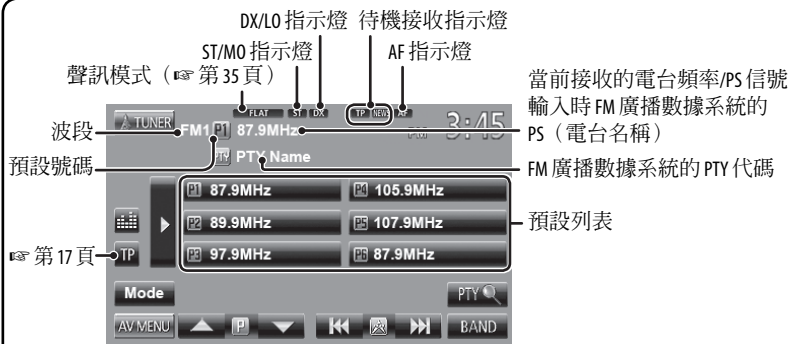 DX/LO 指示燈 待機接收指示燈
ST/MO 指示燈 AF 指示燈
聲訊模式（☞ 第 35 頁）
當前接收的電台頻率/PS 信號
輸入時 FM 廣播數據系統的
PS（電台名稱）
FM 廣播數據系統的 PTY 代碼
波段
預設號碼
預設列表
☞ 第 17 頁
TUNER FLAT ST DX TP NEWS AF
FM1 P1 87.9MHz PM 3:45
PTY PTY Name
P1 87.9MHz P4 105.9MHz
P2 89.9MHz P5 107.9MHz
P3 97.9MHz P6 87.9MHz
TP
Mode PTY
AV MENU P BAND